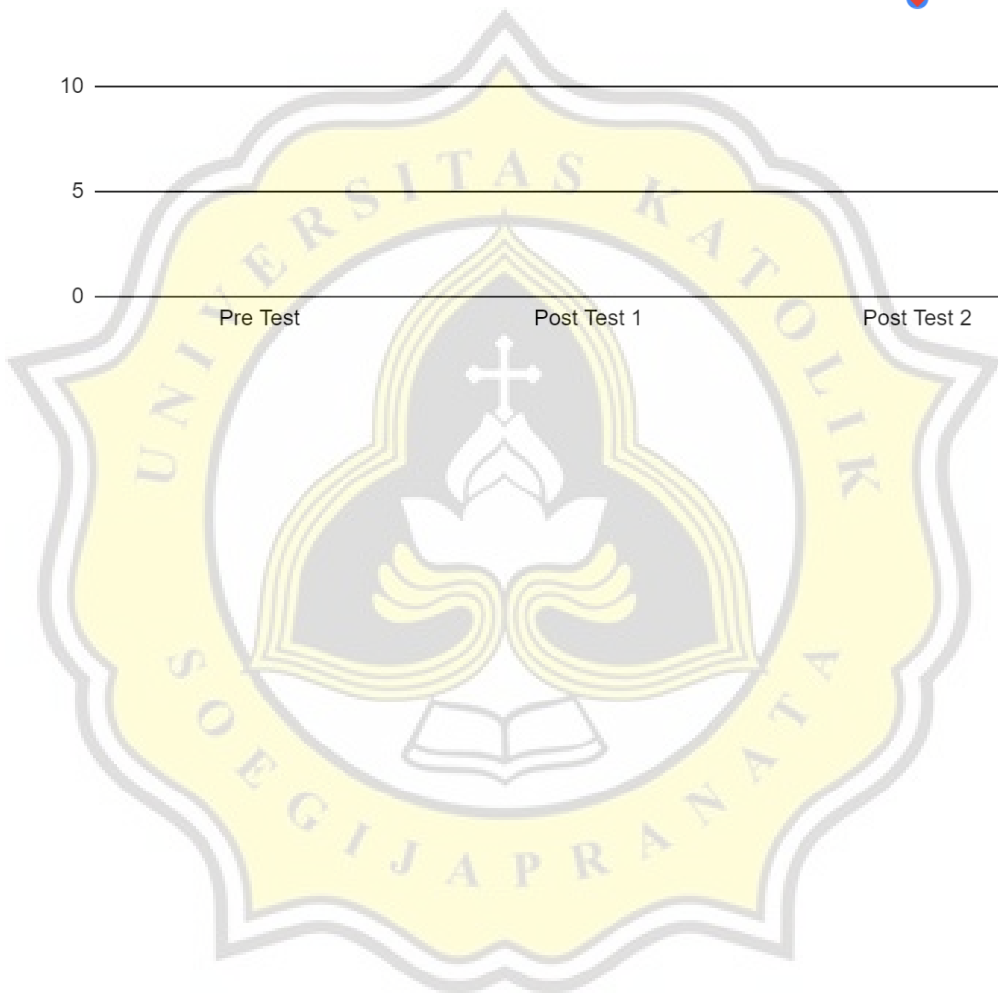 10
5
0
Pre Test Post Test 1 Post Test 2
UNIVERSITAS KATOLIK
SOEGIJAPRANATA